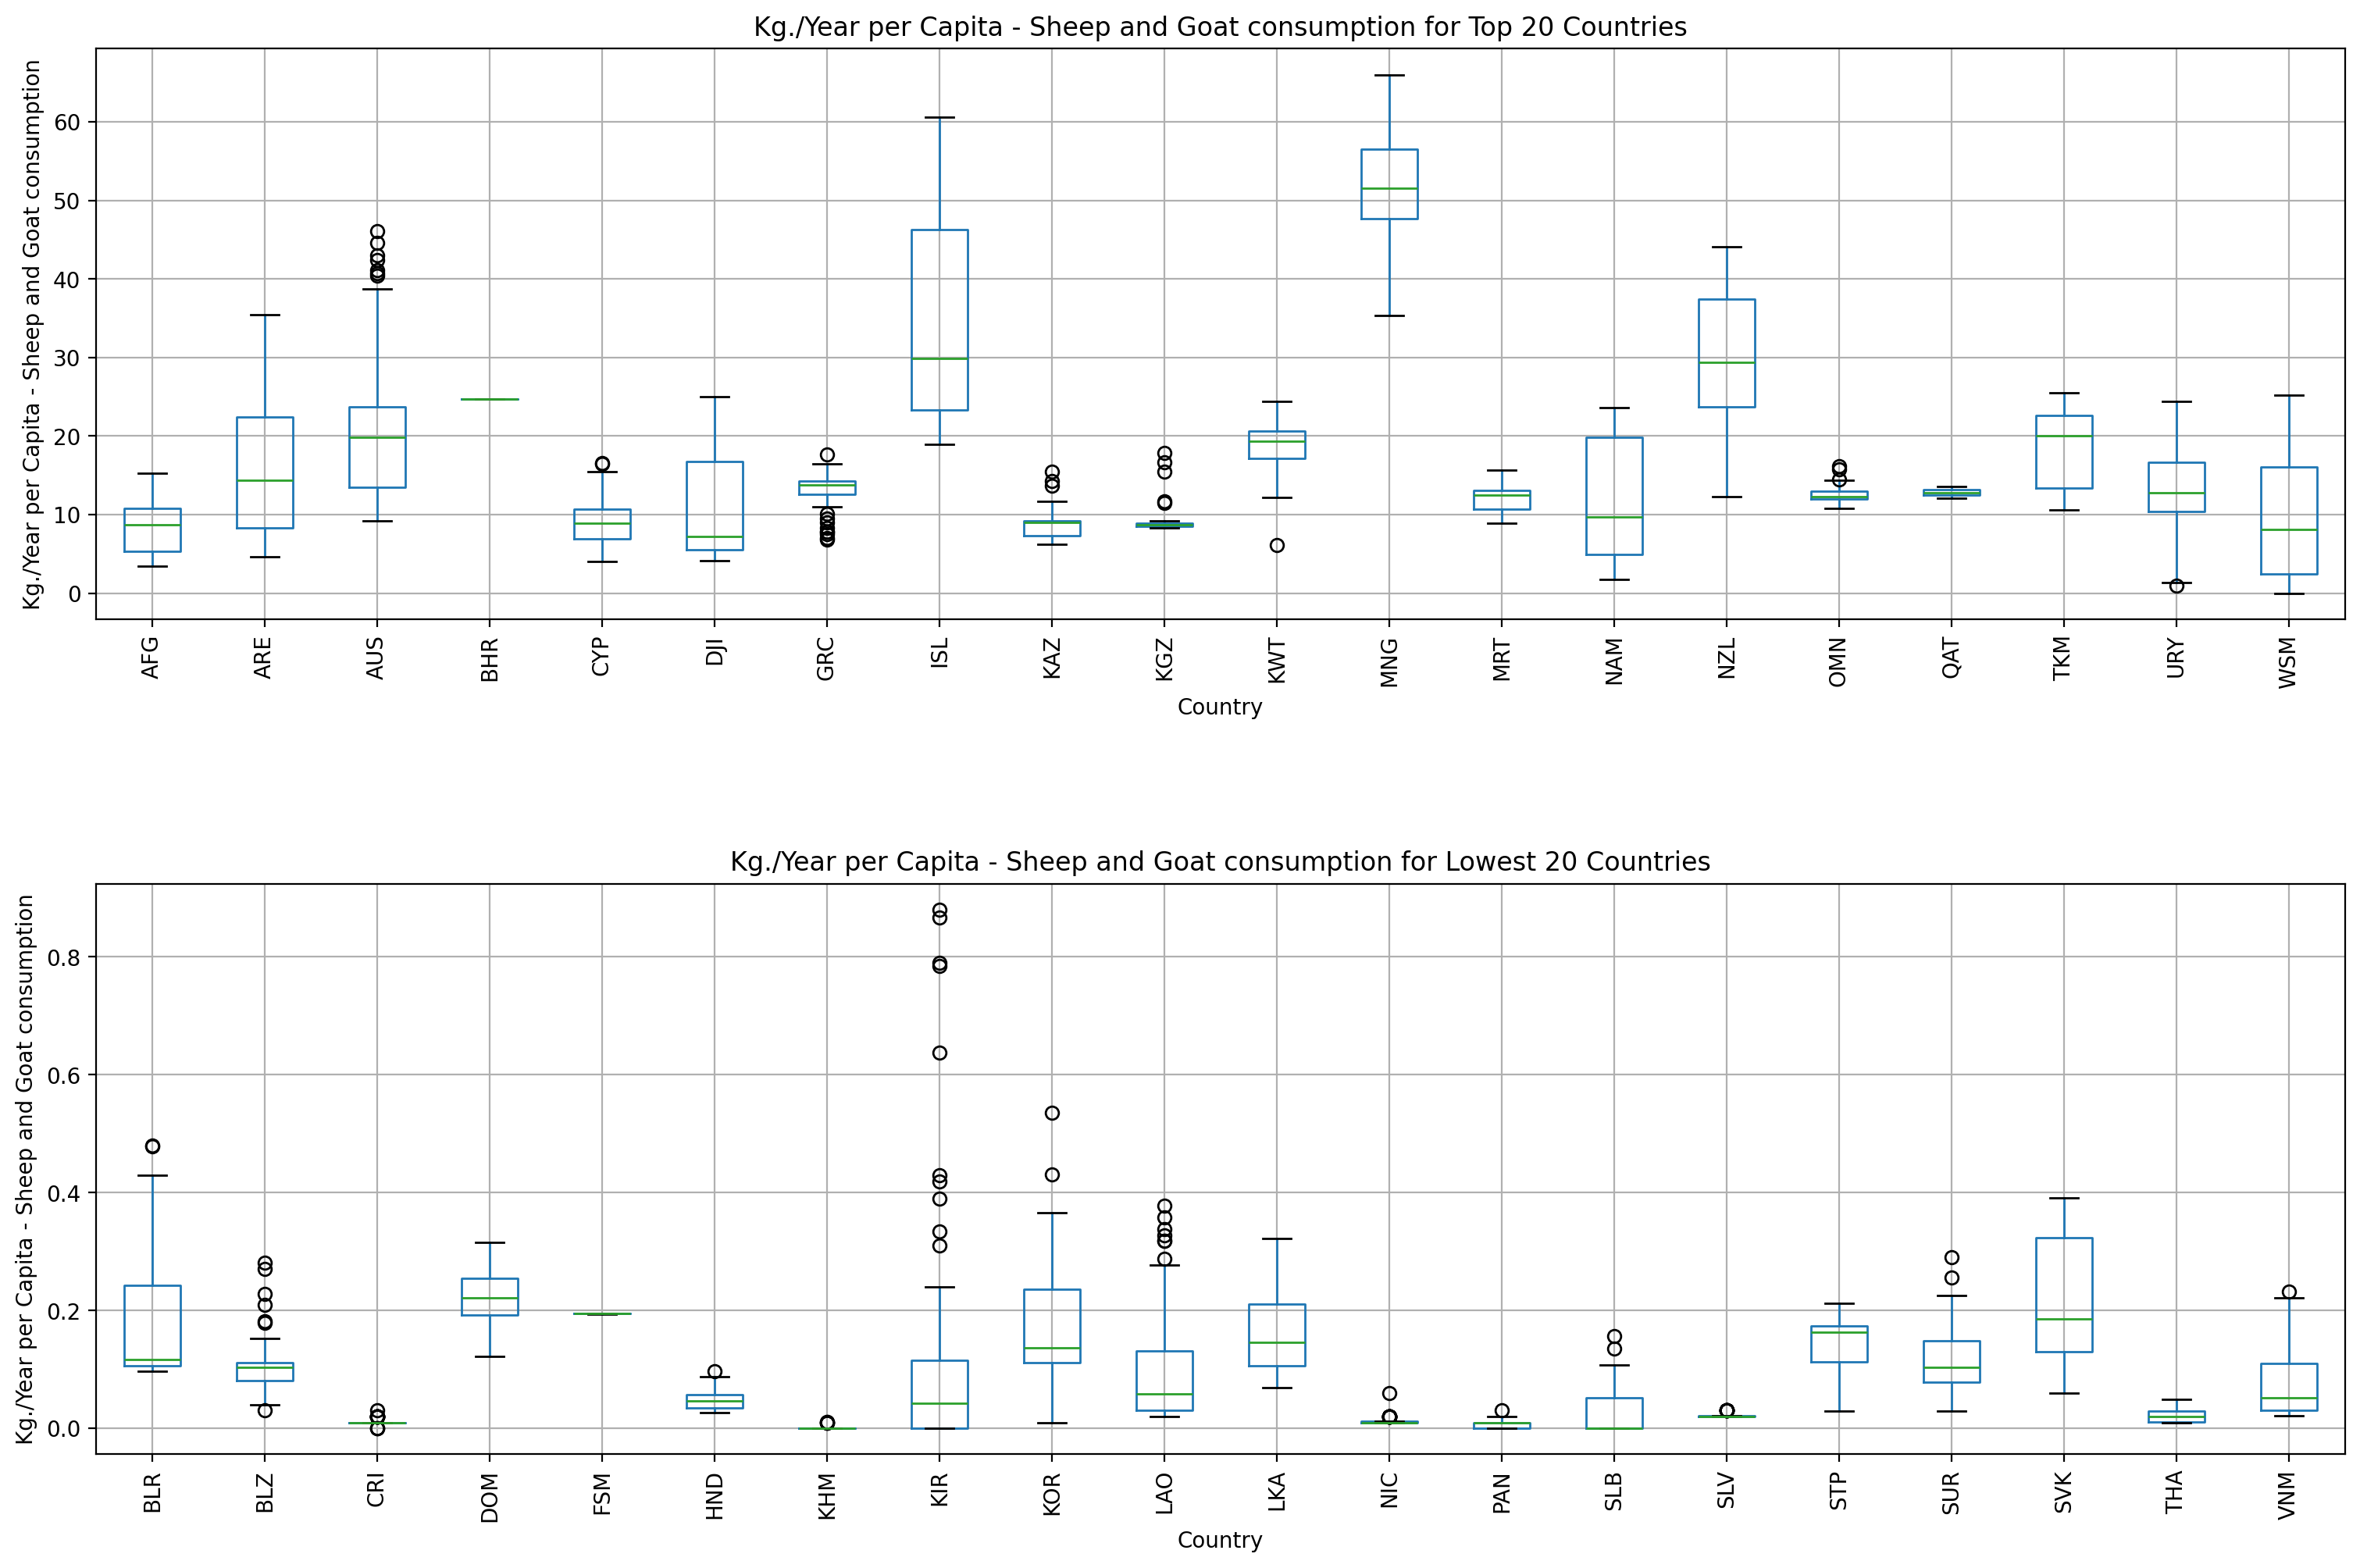 Kg./Year per Capita - Sheep and Goat consumption for Top 20 Countries
Kg./Year per Capita - Sheep and Goat consumption
60
50
40
30
20
10
0
AFG
ARE
AUS
BHR
CYP
DJI
GRC
ISL
KAZ
KGZ
KWT
MNG
MRT
NAM
NZL
OMN
QAT
TKM
URY
WSM
Country
Kg./Year per Capita - Sheep and Goat consumption for Lowest 20 Countries
Kg./Year per Capita - Sheep and Goat consumption
0.8
0.6
0.4
0.2
0.0
BLR
BLZ
CRI
DOM
FSM
HND
KHM
KIR
KOR
LAO
LKA
NIC
PAN
SLB
SLV
STP
SUR
SVK
THA
VNM
Country